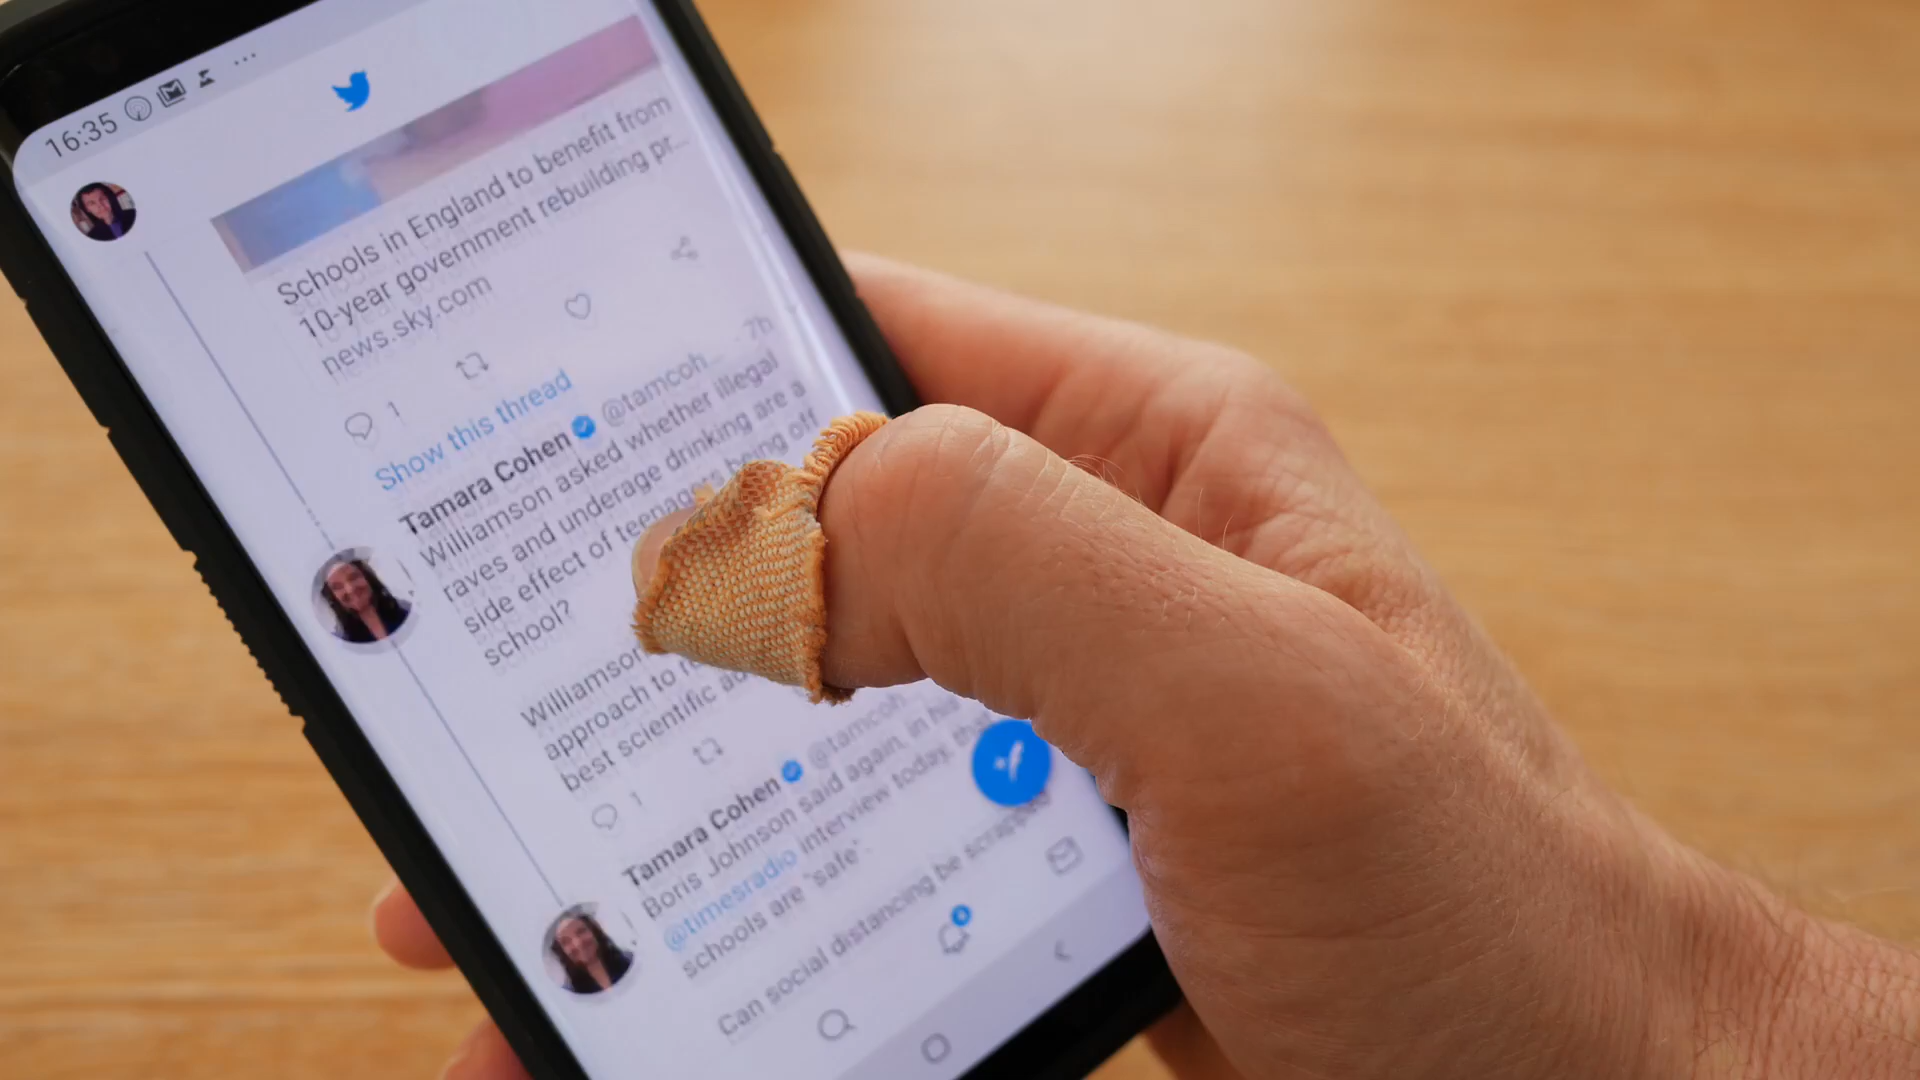 16:35
Schools in England to benefit from
10-year government rebuilding pr...
news.sky.com
1
Show this thread
Tamara Cohen @tamcoh... · 7h
Williamson asked whether illegal
raves and underage drinking are a
side effect of teenagers being off
school?
Williamson
approach to
best scientific
1
Tamara Cohen @tamcoh...
Boris Johnson said again, in his
@timesradio interview today, that
schools are 'safe'.
Can social distancing be scrapped